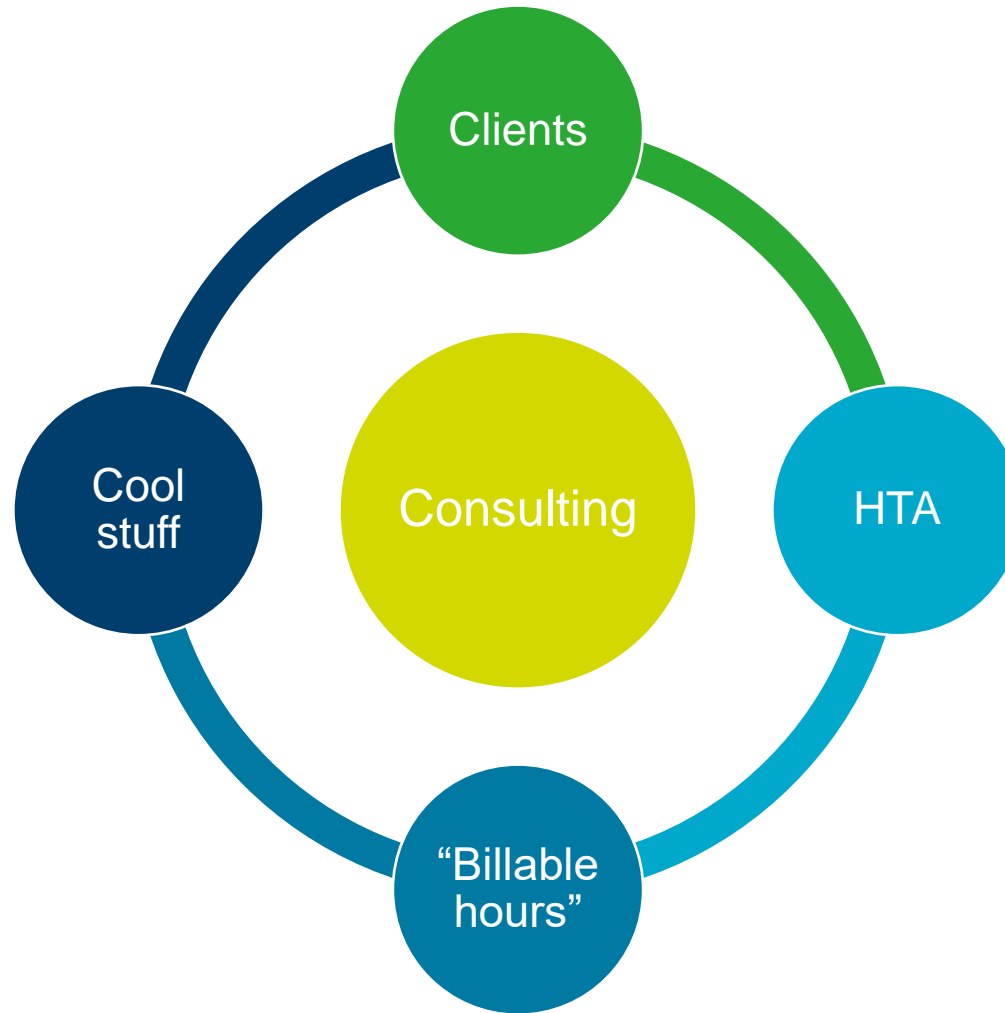 Clients
Cool
stuff
Consulting
HTA
“Billable
hours”